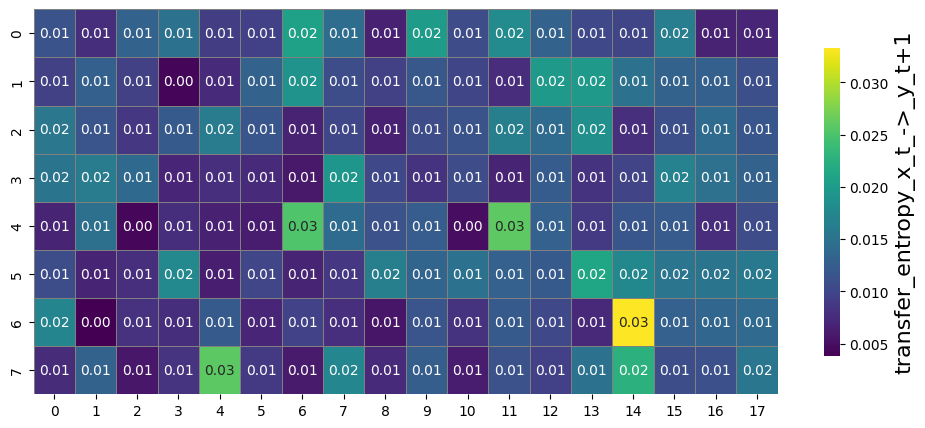 0 0.01 0.01 0.01 0.01 0.01 0.01 0.02 0.01 0.01 0.02 0.01 0.02 0.01 0.01 0.01 0.02 0.01 0.01
1 0.01 0.01 0.01 0.00 0.01 0.01 0.02 0.01 0.01 0.01 0.01 0.01 0.02 0.02 0.01 0.01 0.01 0.01
2 0.02 0.01 0.01 0.01 0.02 0.01 0.01 0.01 0.01 0.01 0.01 0.02 0.01 0.02 0.01 0.01 0.01 0.01
3 0.02 0.02 0.01 0.01 0.01 0.01 0.01 0.02 0.01 0.01 0.01 0.01 0.01 0.01 0.01 0.02 0.01 0.01
4 0.01 0.01 0.00 0.01 0.01 0.01 0.03 0.01 0.01 0.01 0.00 0.03 0.01 0.01 0.01 0.01 0.01 0.01
5 0.01 0.01 0.01 0.02 0.01 0.01 0.01 0.01 0.02 0.01 0.01 0.01 0.01 0.02 0.02 0.02 0.02 0.02
6 0.02 0.00 0.01 0.01 0.01 0.01 0.01 0.01 0.01 0.01 0.01 0.01 0.01 0.01 0.03 0.01 0.01 0.01
7 0.01 0.01 0.01 0.03 0.01 0.01 0.01 0.02 0.01 0.01 0.01 0.01 0.01 0.01 0.02 0.01 0.01 0.02
0 1 2 3 4 5 6 7 8 9 10 11 12 13 14 15 16 17
0.030
0.025
0.020
0.015
0.010
0.005
transfer_entropy_x_t_->_y_t+1